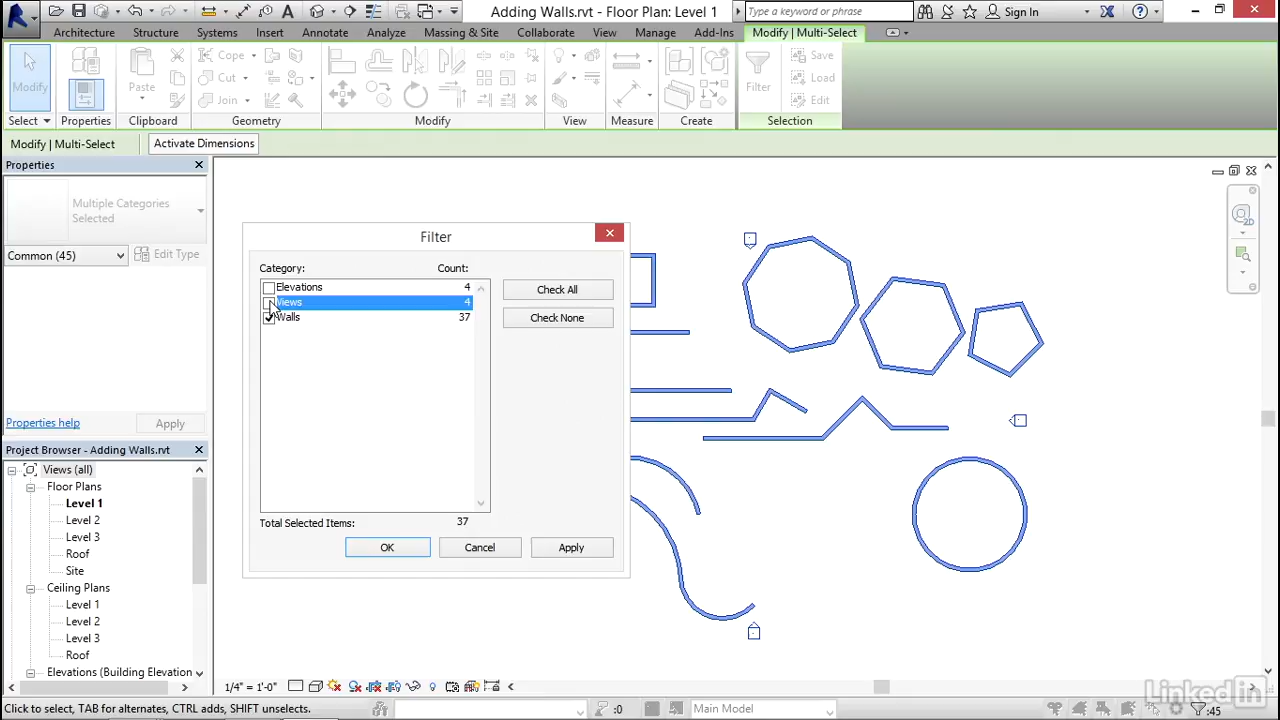 Adding Walls.rvt - Floor Plan: Level 1
Type a keyword or phrase
Sign In
Architecture
Structure
Systems
Insert
Annotate
Analyze
Massing & Site
Collaborate
View
Manage
Add-Ins
Modify | Multi-Select
Modify
Paste
Cope
Cut
Join
Filter
Save
Load
Edit
Select
Properties
Clipboard
Geometry
Modify
View
Measure
Create
Selection
Modify | Multi-Select
Activate Dimensions
Properties
Multiple Categories
Selected
Common (45)
Edit Type
Properties help
Apply
Project Browser - Adding Walls.rvt
Views (all)
Floor Plans
Level 1
Level 2
Level 3
Roof
Site
Ceiling Plans
Level 1
Level 2
Level 3
Roof
Elevations (Building Elevation
Filter
Category:
Count:
Elevations 4
Views 4
Walls 37
Check All
Check None
Total Selected Items: 37
OK
Cancel
Apply
2D
1/4" = 1'-0"
Click to select, TAB for alternates, CTRL adds, SHIFT unselects.
:0
Main Model
:45
Linked in